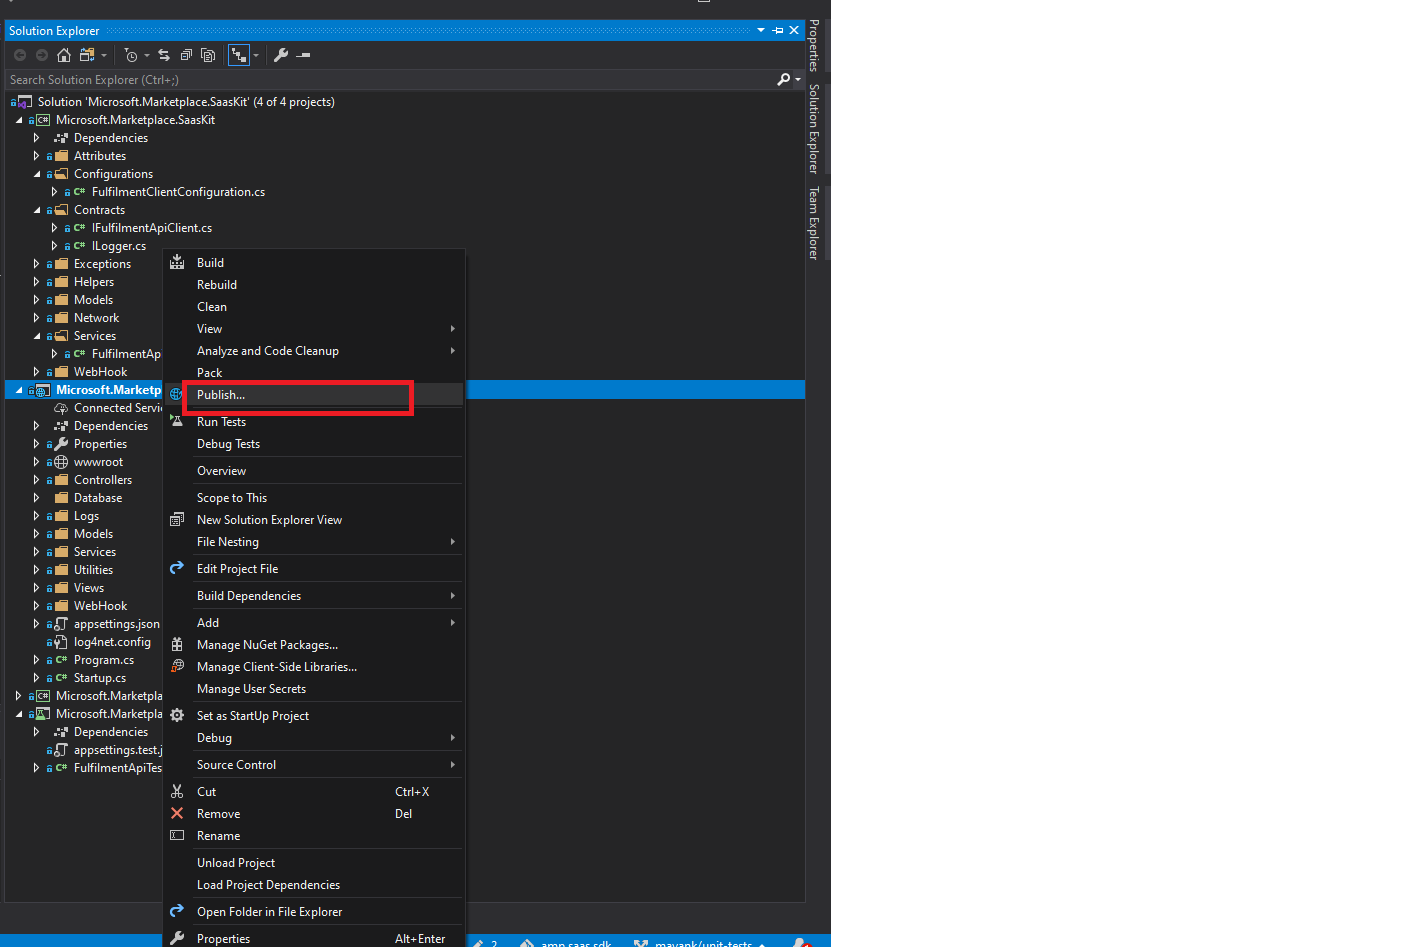 Solution Explorer
Search Solution Explorer (Ctrl+;)
Solution 'Microsoft.Marketplace.SaasKit' (4 of 4 projects)
Microsoft.Marketplace.SaasKit
Dependencies
Attributes
Configurations
FulfilmentClientConfiguration.cs
Contracts
IFulfilmentApiClient.cs
ILogger.cs
Exceptions
Helpers
Models
Network
Services
FulfilmentAp
WebHook
Microsoft.Marketp
Connected Servi
Dependencies
Properties
wwwroot
Controllers
Database
Logs
Models
Services
Utilities
Views
WebHook
appsettings.json
log4net.config
Program.cs
Startup.cs
Microsoft.Marketpla
Microsoft.Marketpla
Dependencies
appsettings.test.j
FulfilmentApiTes
Build
Rebuild
Clean
View
Analyze and Code Cleanup
Pack
Publish...
Run Tests
Debug Tests
Overview
Scope to This
New Solution Explorer View
File Nesting
Edit Project File
Build Dependencies
Add
Manage NuGet Packages...
Manage Client-Side Libraries...
Manage User Secrets
Set as StartUp Project
Debug
Source Control
Cut Ctrl+X
Remove Del
Rename
Unload Project
Load Project Dependencies
Open Folder in File Explorer
Properties Alt+Enter
Properties
Solution Explorer
Team Explorer
2
amp saas sdk
mayank/unit-tests